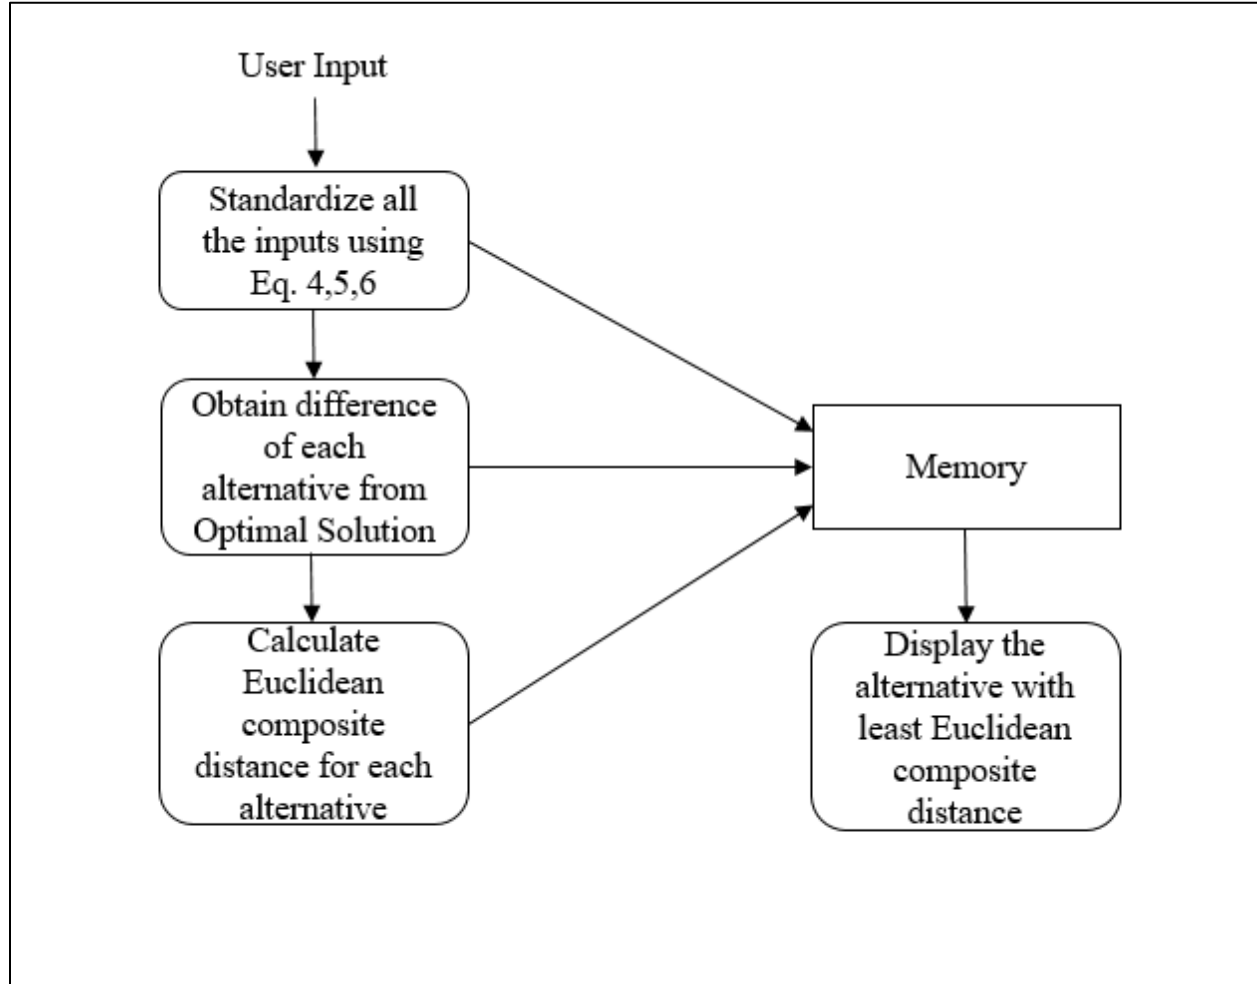 User Input
Standardize all
the inputs using
Eq. 4,5,6
Obtain difference
of each
alternative from
Optimal Solution
Calculate
Euclidean
composite
distance for each
alternative
Memory
Display the
alternative with
least Euclidean
composite
distance